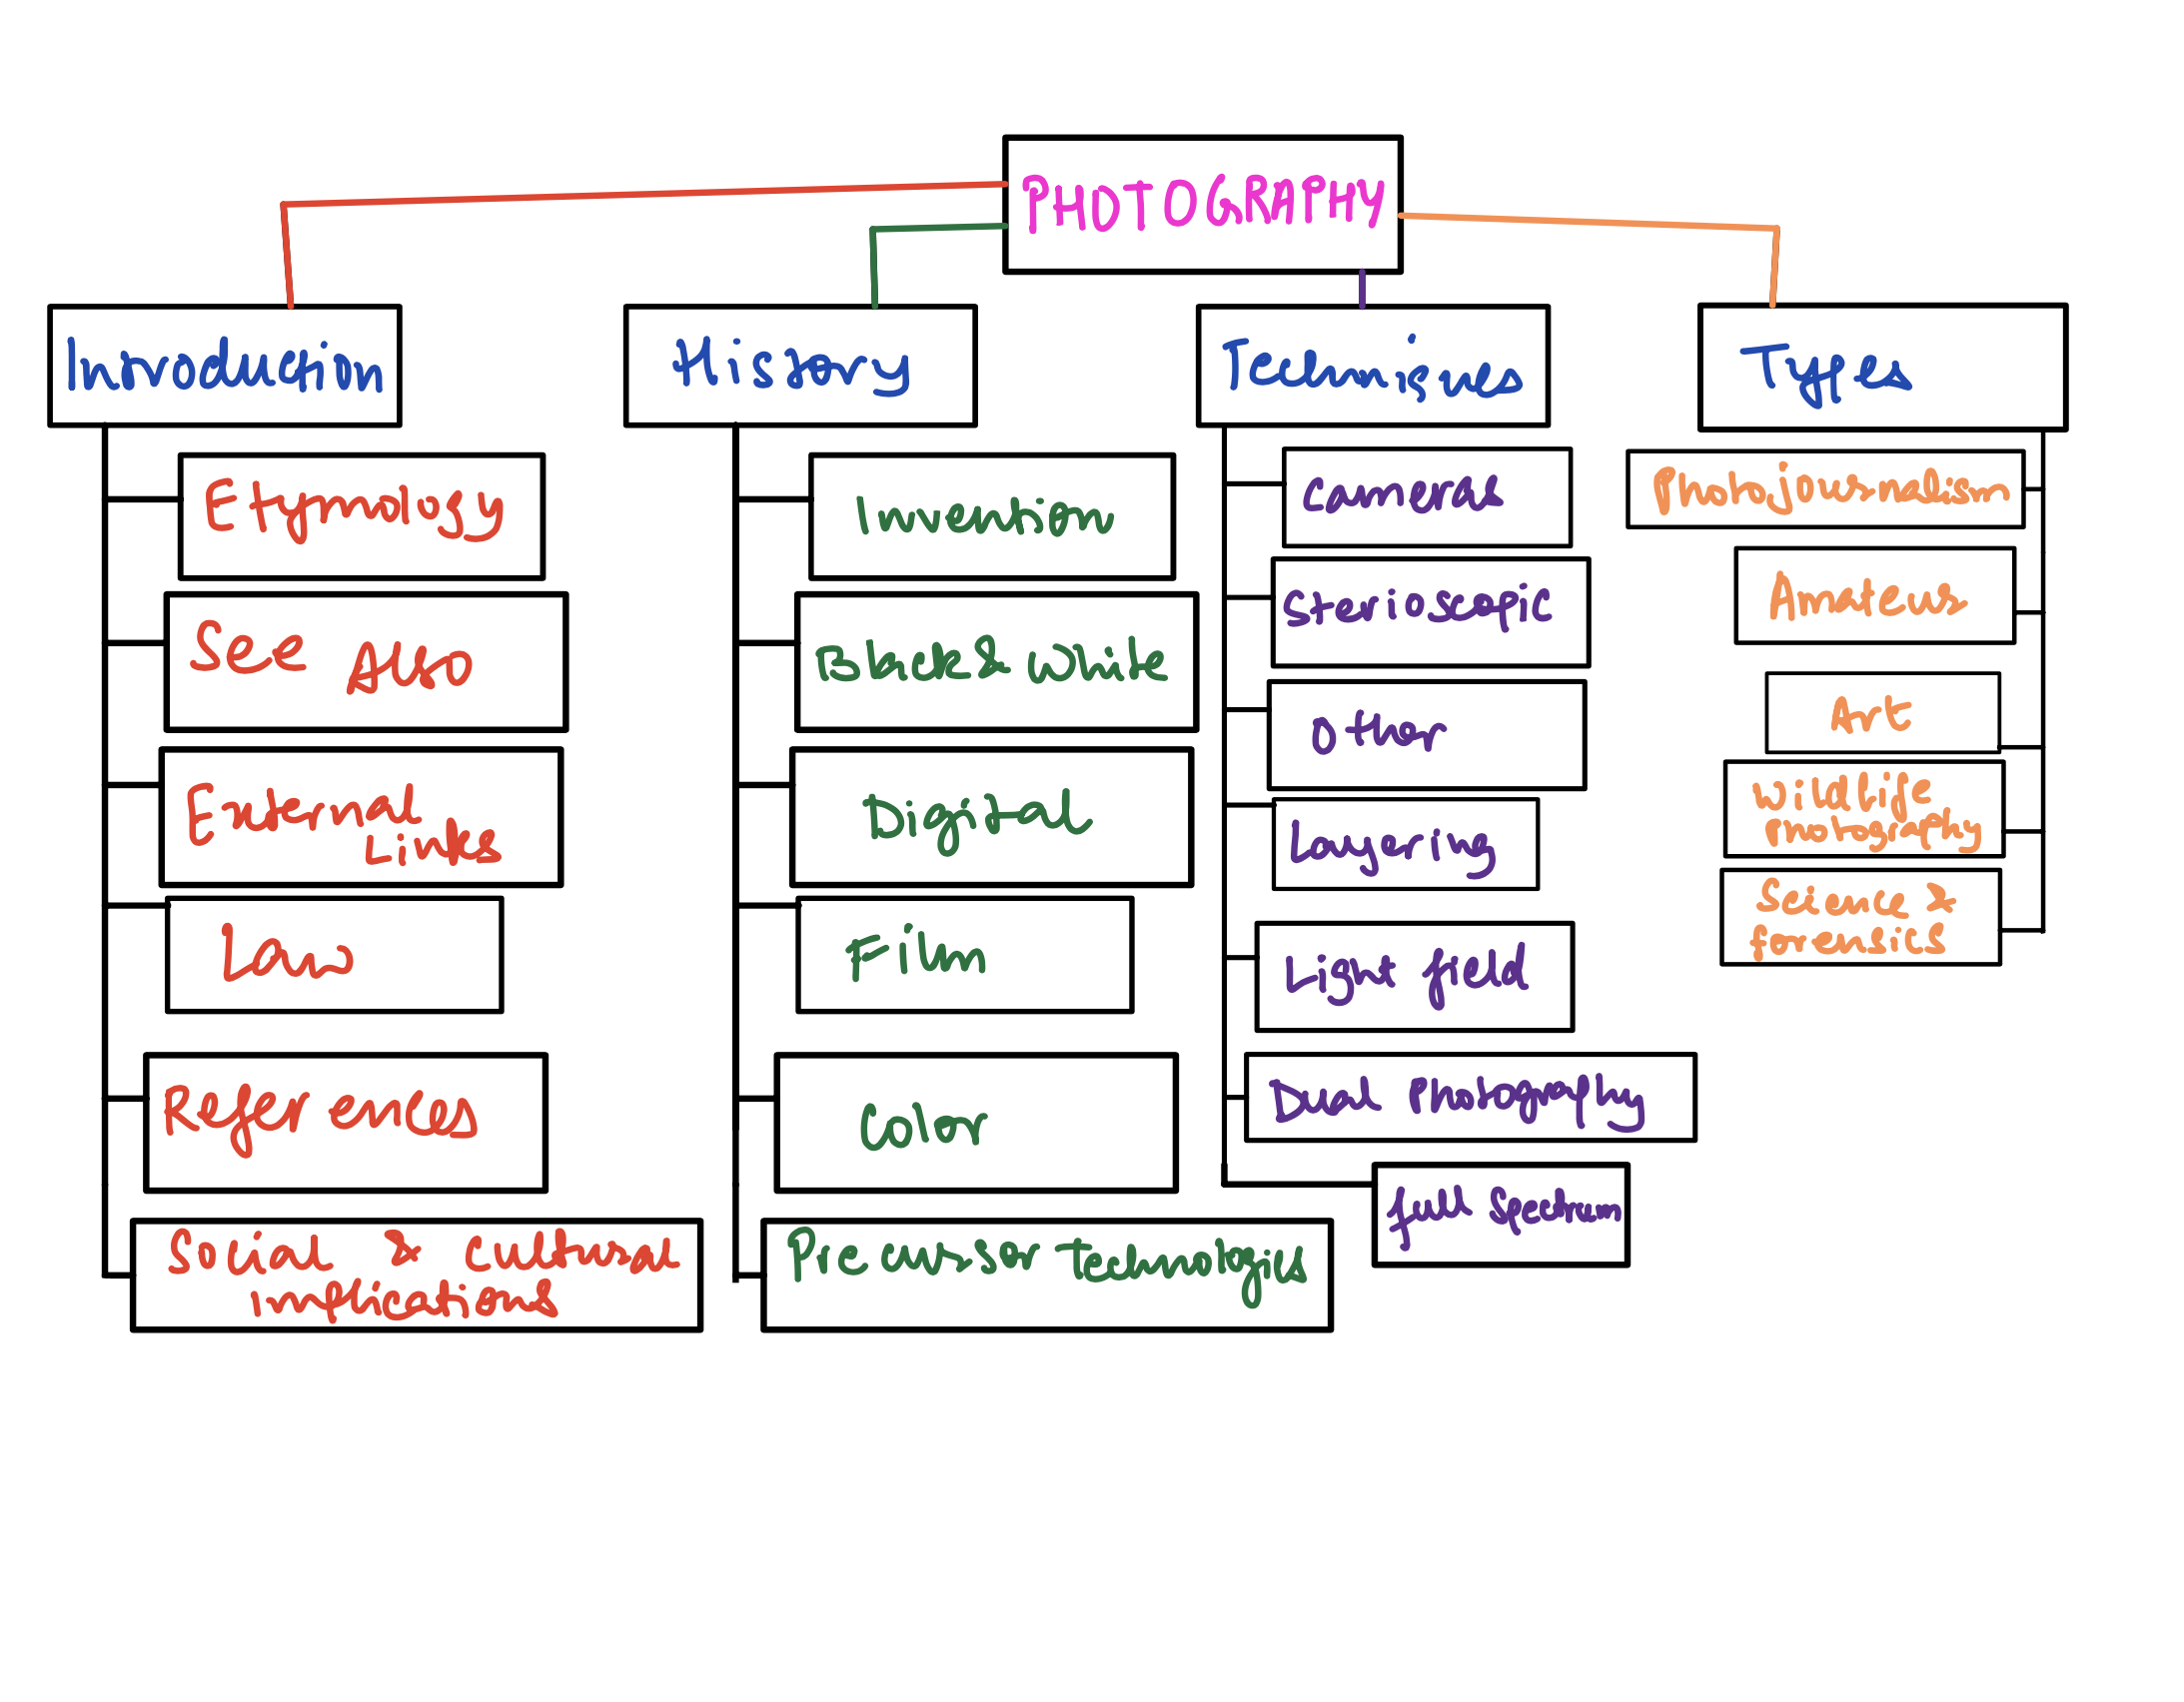 PHOTOGRAPHY
Introduction
Etymology
See Also
External
Links
Law
References
Social & Cultural
implications
History
Invention
Black & White
Digital
Film
Color
Precursor Technologies
Techniques
Cameras
Sterioscopic
Other
Layering
Light field
Dual Photography
full Spectrum
Types
Photojournalism
Amateur
Art
Wildlife
Photography
Science &
forensics